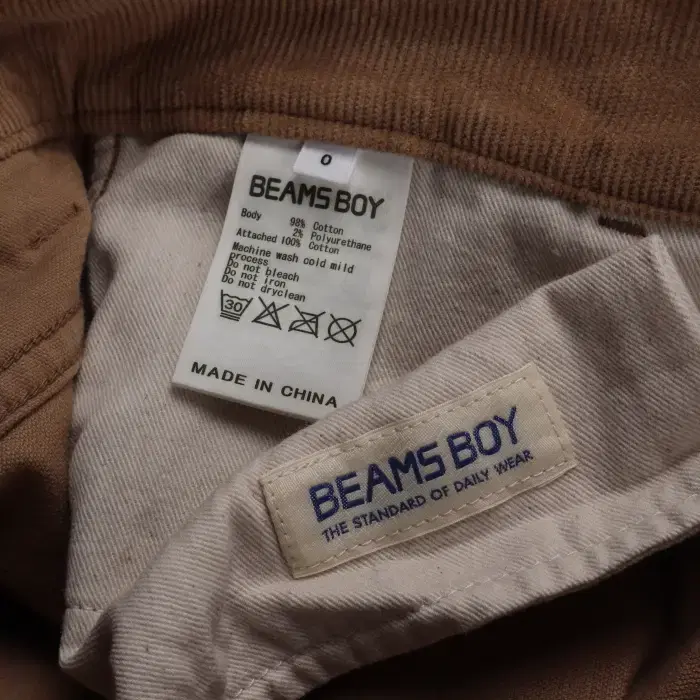 0
BEAMS BOY
Body 98% Cotton
2% Polyurethane
Attached 100% Cotton
Machine wash cold mild
process
Do not bleach
Do not iron
Do not dryclean
30
MADE IN CHINA
BEAMS BOY
THE STANDARD OF DAILY WEAR